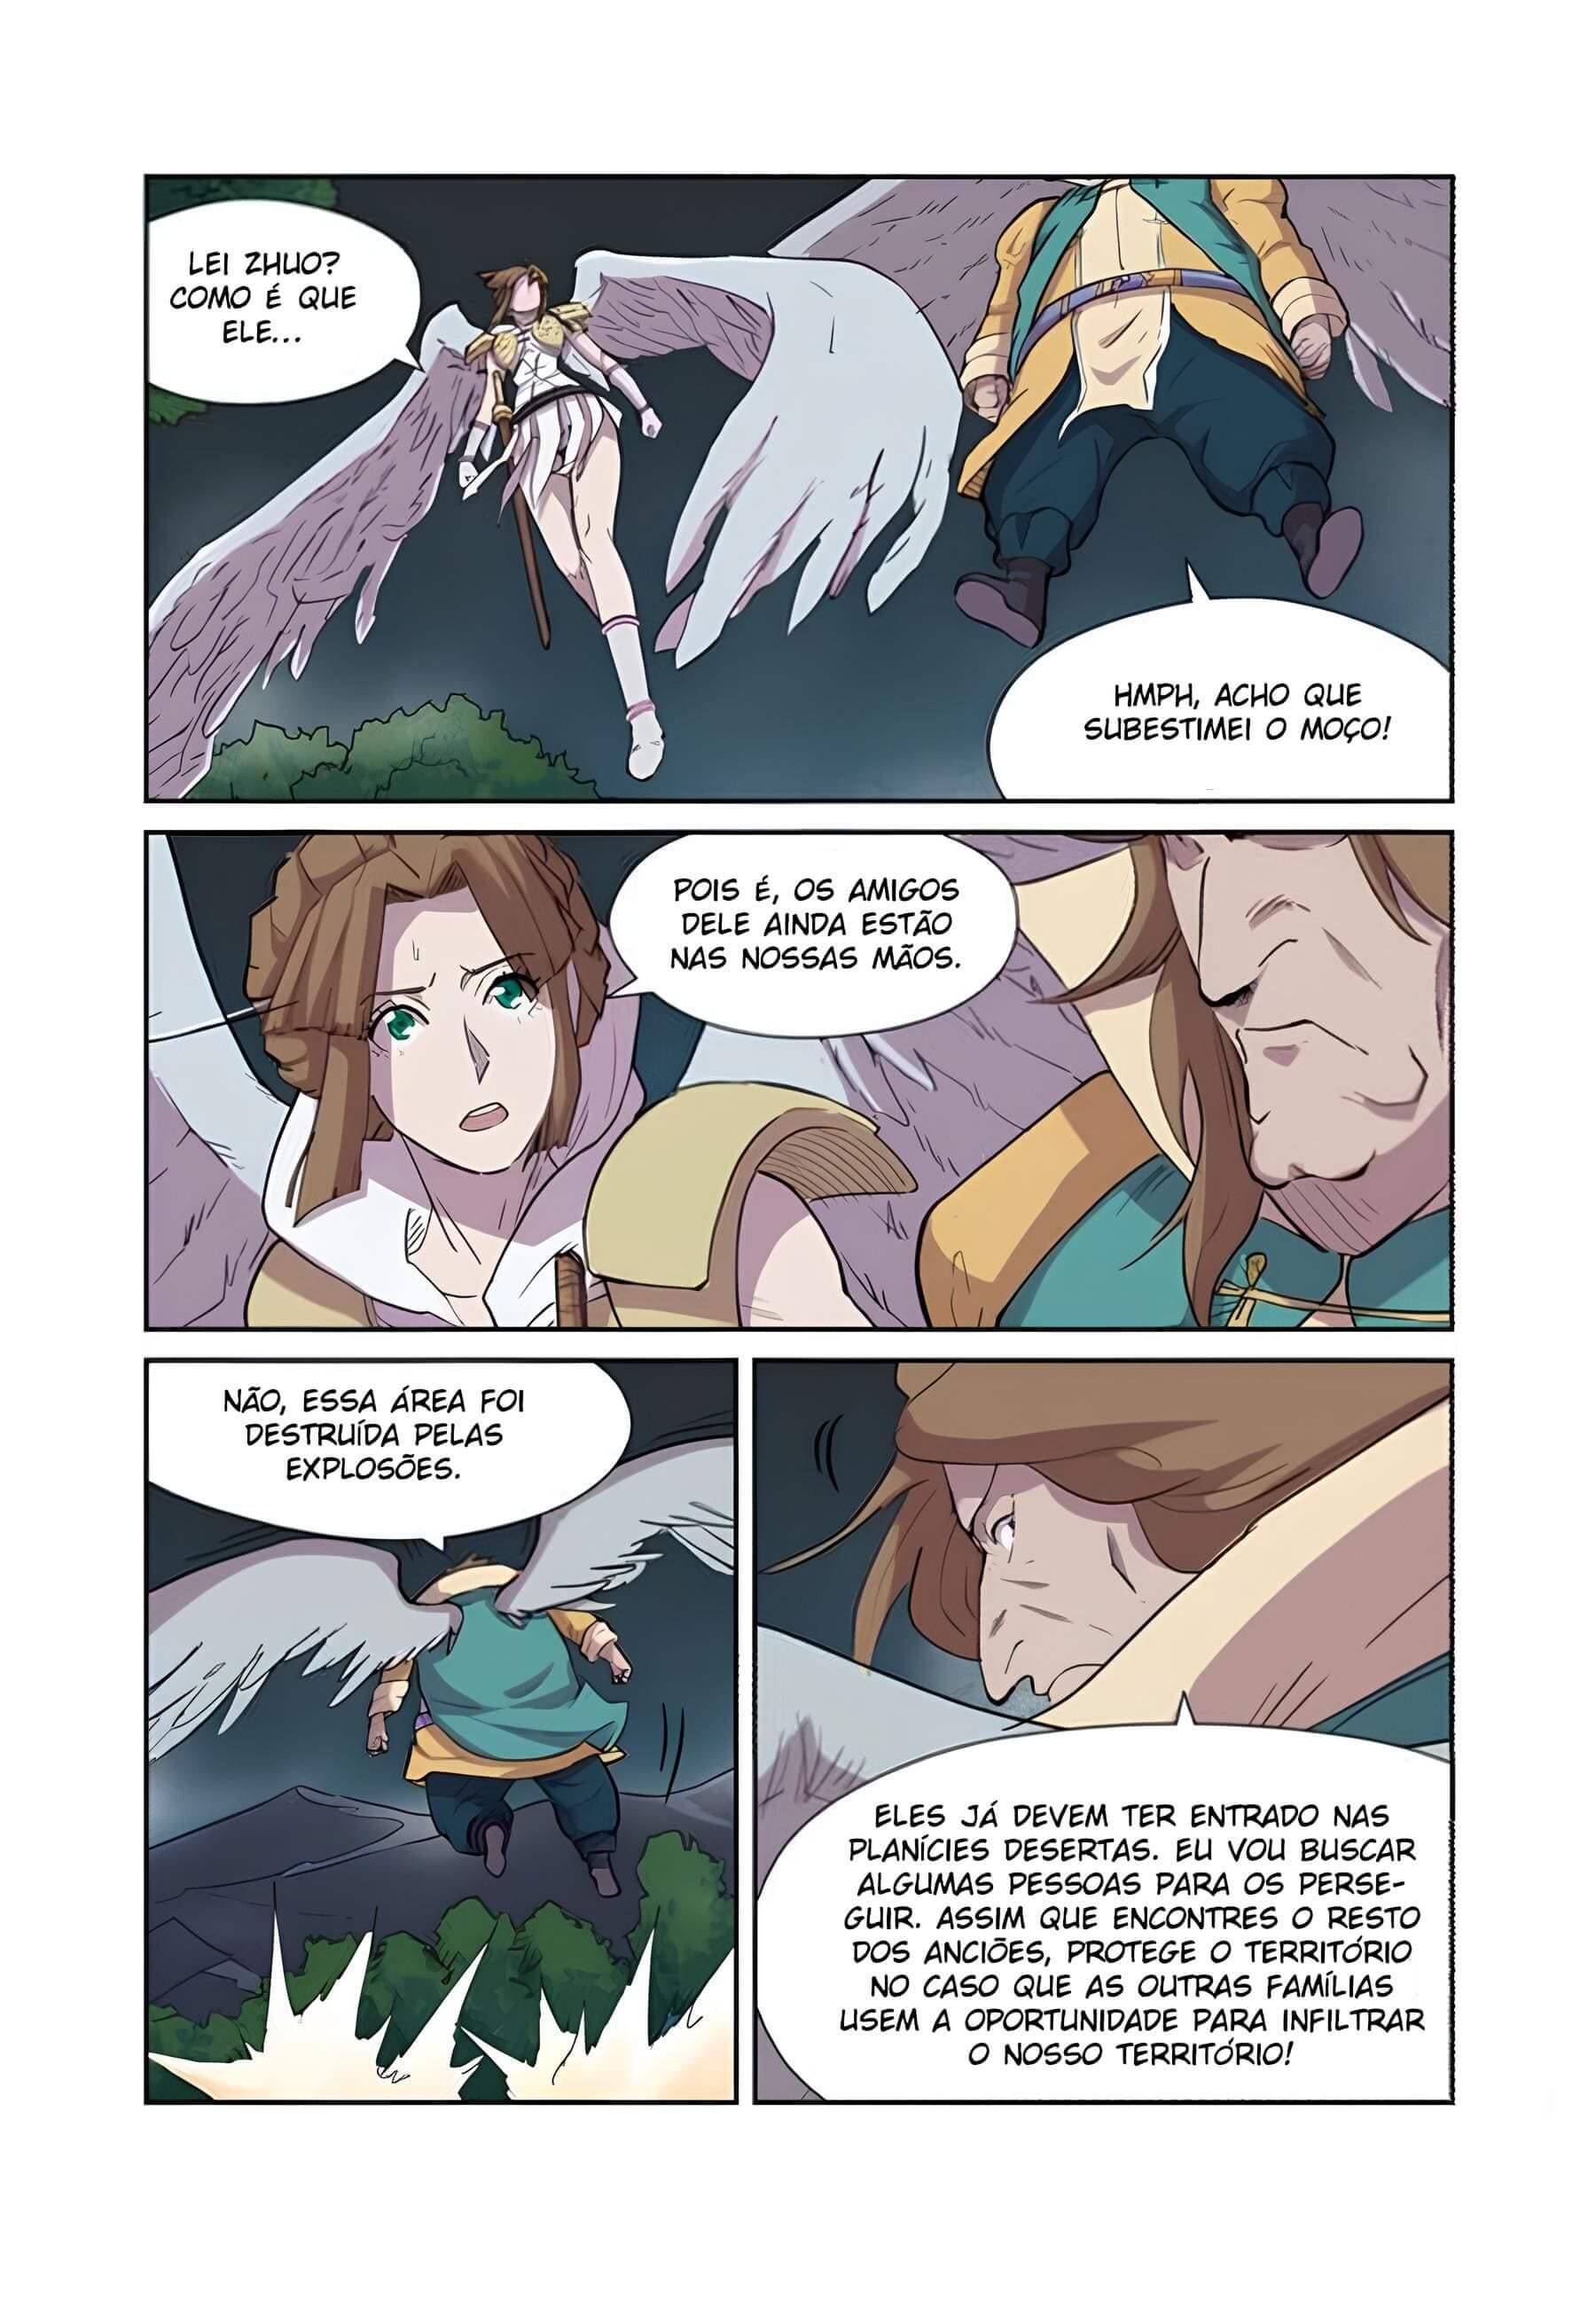 LEI ZHUO?
COMO É QUE
ELE...
HMPH, ACHO QUE
SUBESTIMEI O MOÇO!
POIS É, OS AMIGOS
DELE AINDA ESTÃO
NAS NOSSAS MÃOS.
NÃO, ESSA ÁREA FOI
DESTRUÍDA PELAS
EXPLOSÕES.
ELES JÁ DEVEM TER ENTRADO NAS
PLANÍCIES DESERTAS. EU VOU BUSCAR
ALGUMAS PESSOAS PARA OS PERSE-
GUIR. ASSIM QUE ENCONTRES O RESTO
DOS ANCIÕES, PROTEGE O TERRITÓRIO
NO CASO QUE AS OUTRAS FAMÍLIAS
USEM A OPORTUNIDADE PARA INFILTRAR
O NOSSO TERRITÓRIO!